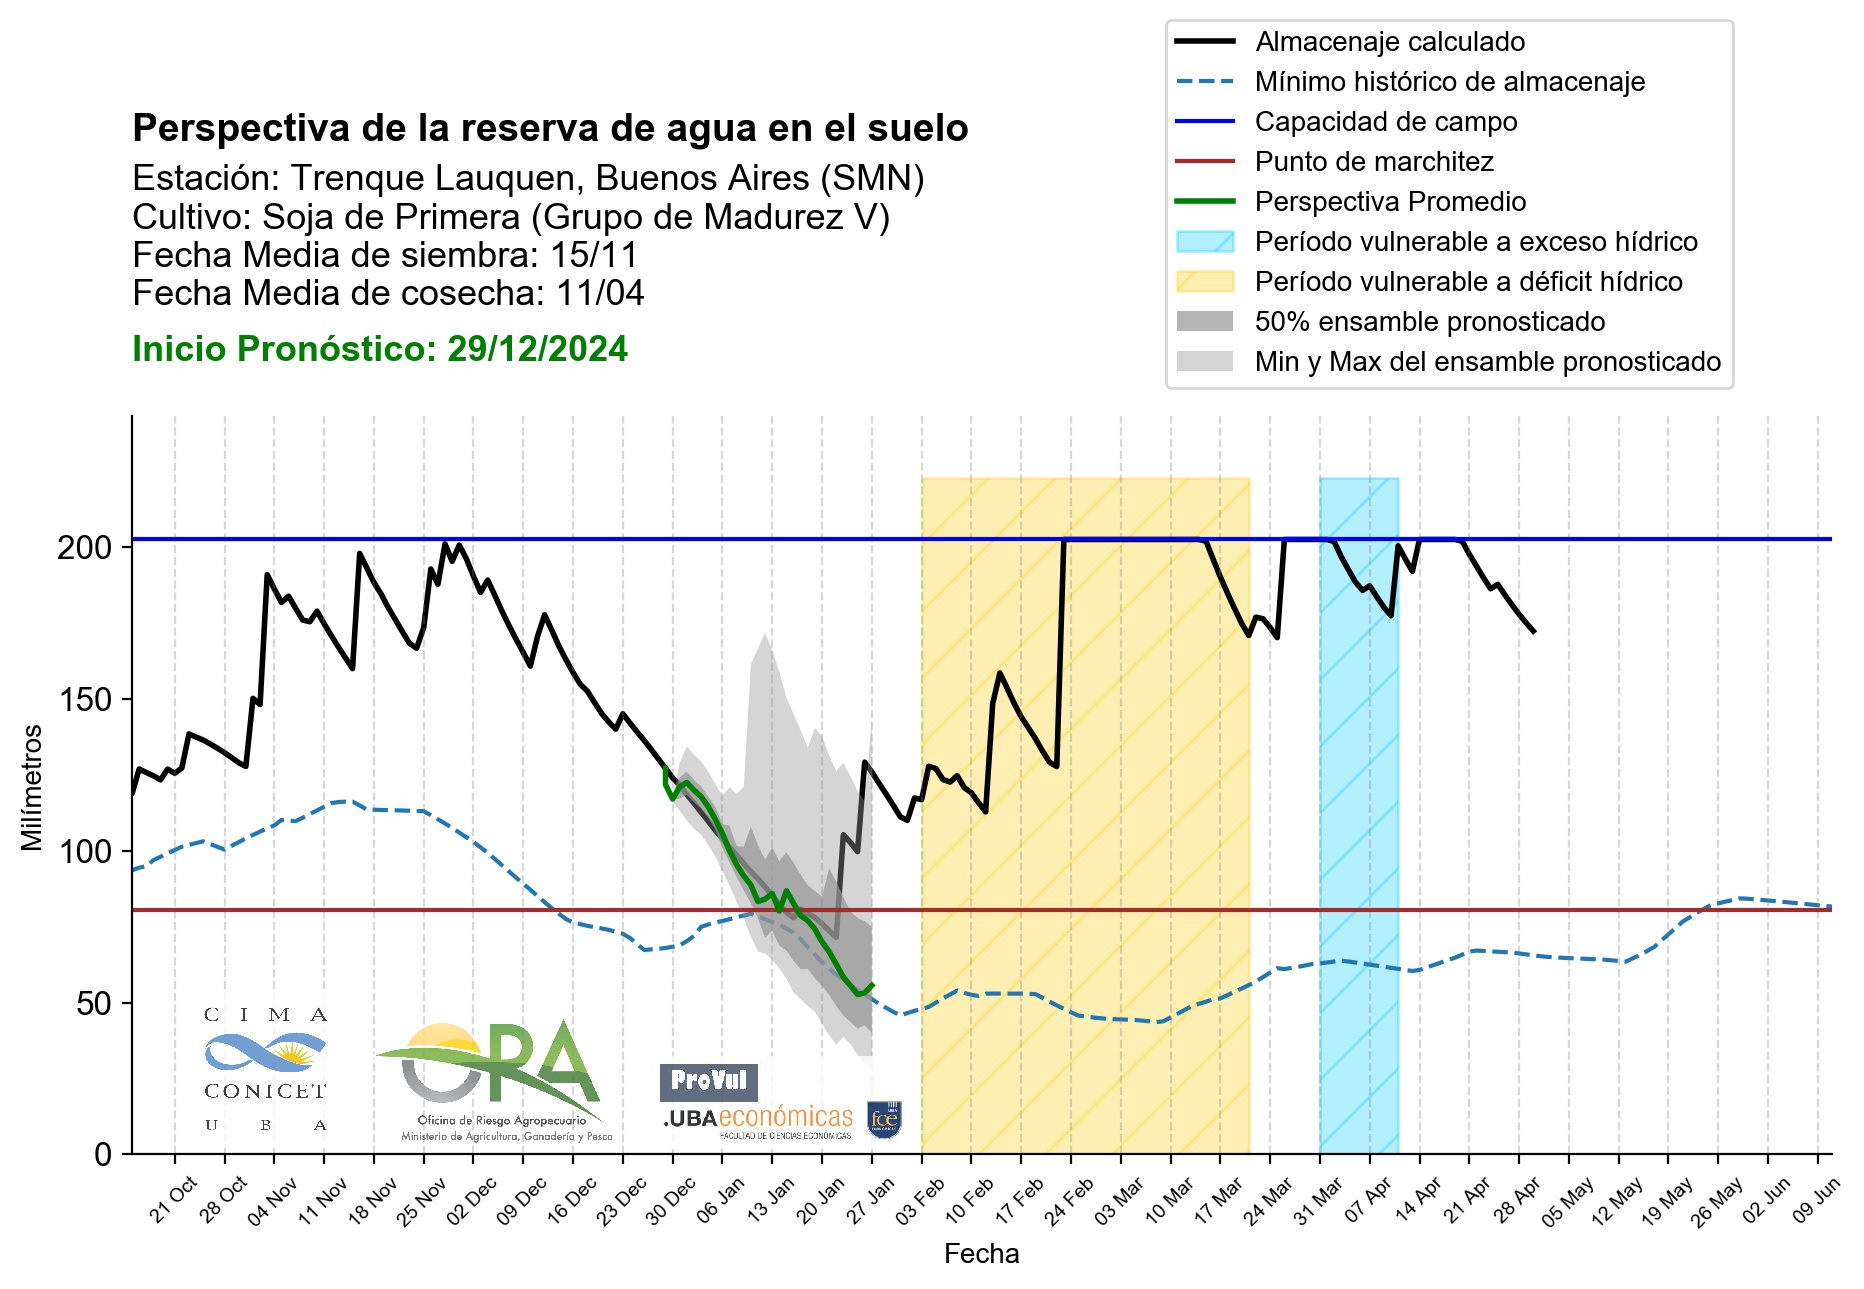 Almacenaje calculado
Mínimo histórico de almacenaje
Capacidad de campo
Punto de marchitez
Perspectiva Promedio
Período vulnerable a exceso hídrico
Período vulnerable a déficit hídrico
50% ensamble pronosticado
Min y Max del ensamble pronosticado
Perspectiva de la reserva de agua en el suelo
Estación: Trenque Lauquen, Buenos Aires (SMN)
Cultivo: Soja de Primera (Grupo de Madurez V)
Fecha Media de siembra: 15/11
Fecha Media de cosecha: 11/04
Inicio Pronóstico: 29/12/2024
Milímetros
200
150
100
50
0
CIMA
CONICET
UBA
ORA
Oficina de Riesgo Agropecuario
Ministerio de Agricultura, Ganadería y Pesca
ProVul
.UBAeconómicas
FACULTAD DE CIENCIAS ECONÓMICAS
UBA
fce
ECONÓMICAS
21 Oct
28 Oct
04 Nov
11 Nov
18 Nov
25 Nov
02 Dec
09 Dec
16 Dec
23 Dec
30 Dec
06 Jan
13 Jan
20 Jan
27 Jan
03 Feb
10 Feb
17 Feb
24 Feb
03 Mar
10 Mar
17 Mar
24 Mar
31 Mar
07 Apr
14 Apr
21 Apr
28 Apr
05 May
12 May
19 May
26 May
02 Jun
09 Jun
Fecha